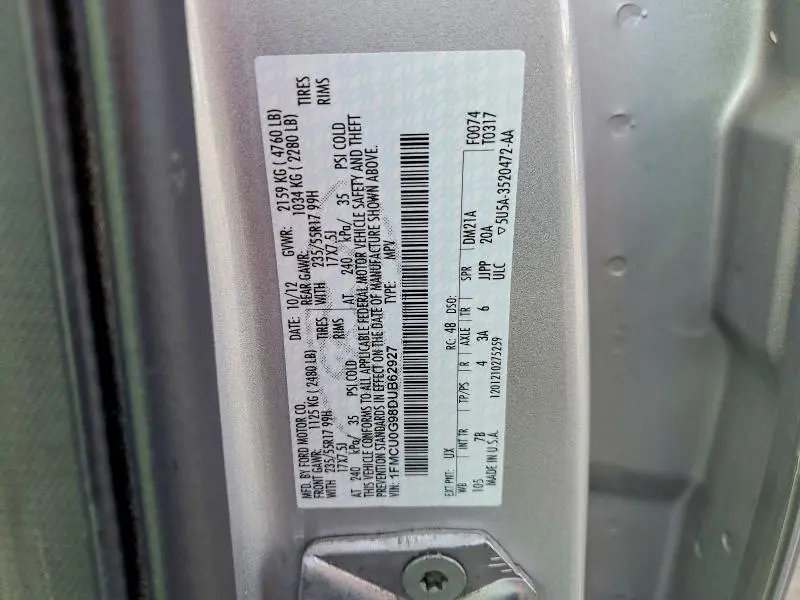 MFD. BY FORD MOTOR CO. DATE: 10/12 GVWR: 2159 KG ( 4760 LB)
FRONT GAWR: 1125 KG ( 2480 LB) REAR GAWR: 1034 KG ( 2280 LB)
WITH 235/55R17 99H TIRES WITH 235/55R17 99H TIRES
17X7.5J RIMS 17X7.5J RIMS
AT 240 kPa/ 35 PSI COLD AT 240 kPa/ 35 PSI COLD
THIS VEHICLE CONFORMS TO ALL APPLICABLE FEDERAL MOTOR VEHICLE SAFETY AND THEFT
PREVENTION STANDARDS IN EFFECT ON THE DATE OF MANUFACTURE SHOWN ABOVE.
VIN: 1FMCU0G98DUB62927 TYPE: MPV
F0074
T0317
EXT PNT: UX RC: 48 DSO:
WB INT TR TP/PS R AXLE TR SPR DM21A
105 7B 4 3A 6 JJPP 20A
MADE IN U.S.A. 1201210275259 ULC ▽5U5A-3520472-AA